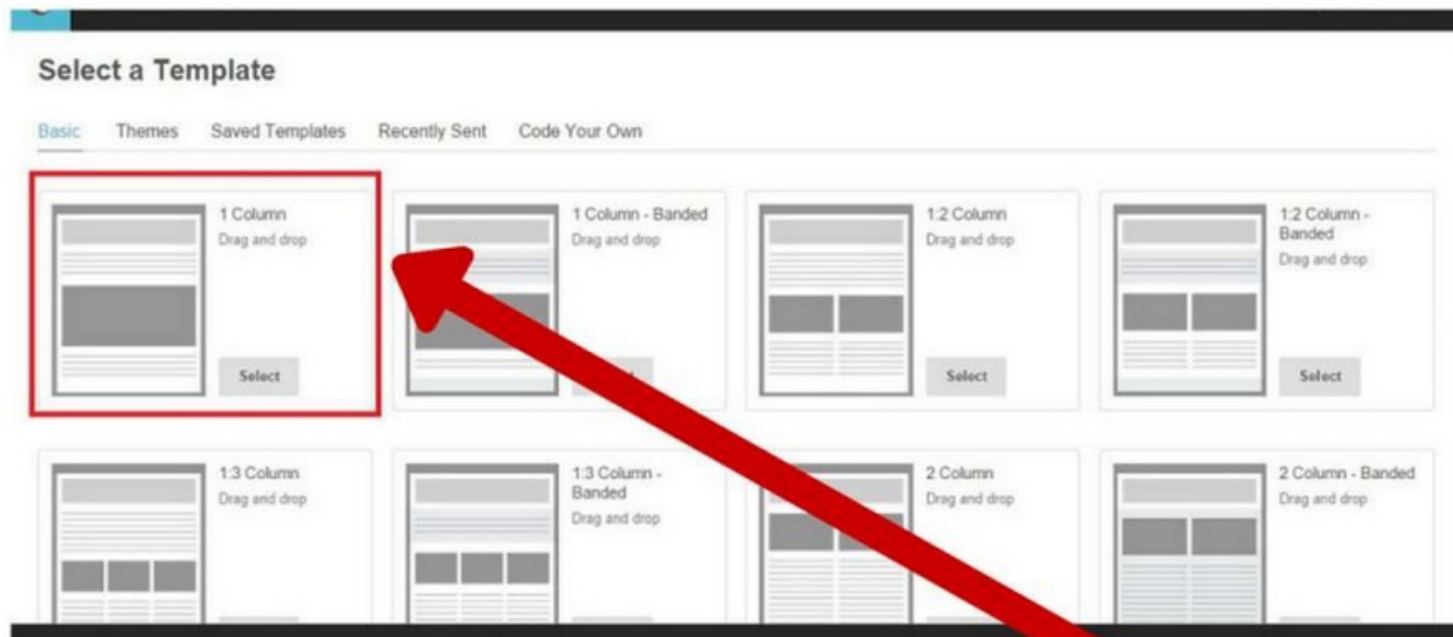 Select a Template
Basic Themes Saved Templates Recently Sent Code Your Own
1 Column
Drag and drop
Select
1 Column - Banded
Drag and drop
1:2 Column
Drag and drop
Select
1:2 Column -
Banded
Drag and drop
Select
1:3 Column
Drag and drop
1:3 Column -
Banded
Drag and drop
2 Column
Drag and drop
2 Column - Banded
Drag and drop